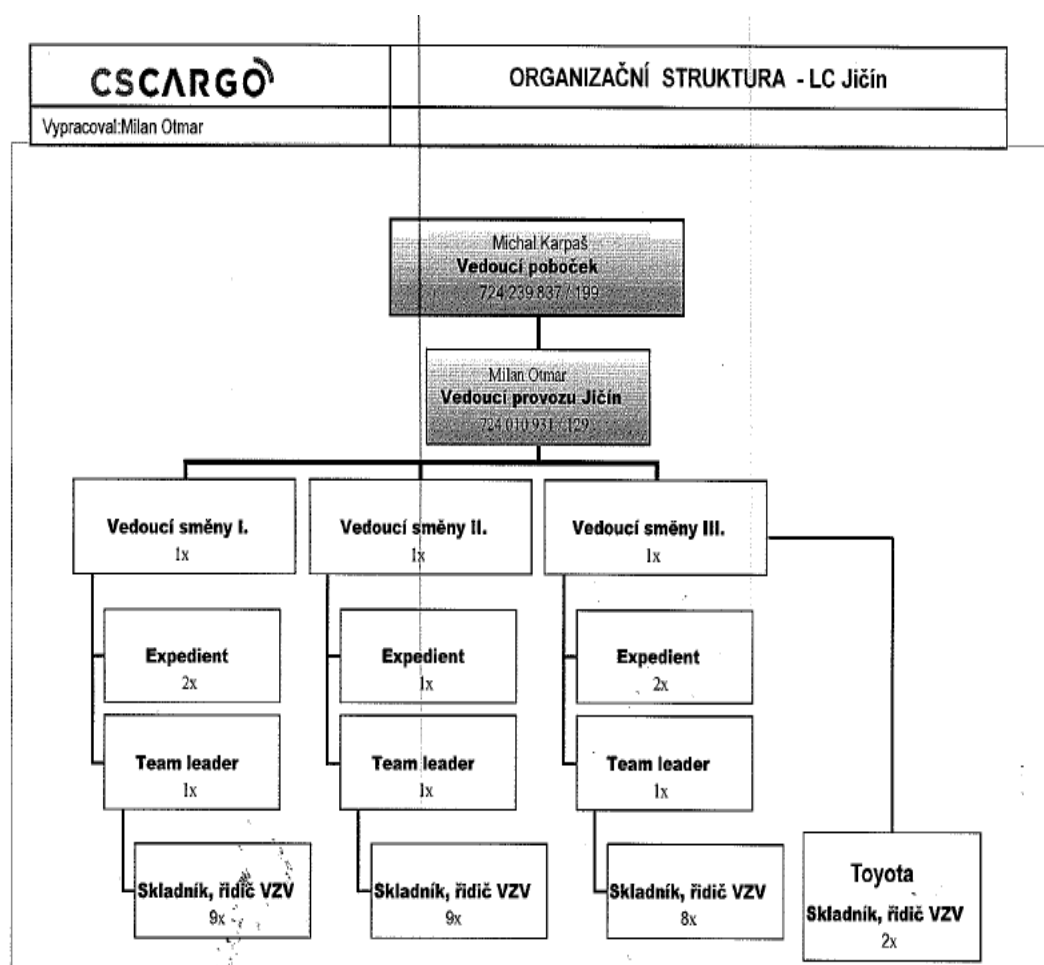 CSCARGO
ORGANIZAČNÍ STRUKTURA - LC Jičín
Vypracoval:Milan Otmar
Michal Karpaš
Vedoucí poboček
724 239 837 / 199
Milan Otmar
Vedoucí provozu Jičín
724 010 931 / 129
Vedoucí směny I.
1x
Vedoucí směny II.
1x
Vedoucí směny III.
1x
Expedient
2x
Expedient
1x
Expedient
2x
Team leader
1x
Team leader
1x
Team leader
1x
Skladník, řidič VZV
9x
Skladník, řidič VZV
9x
Skladník, řidič VZV
8x
Toyota
Skladník, řidič VZV
2x